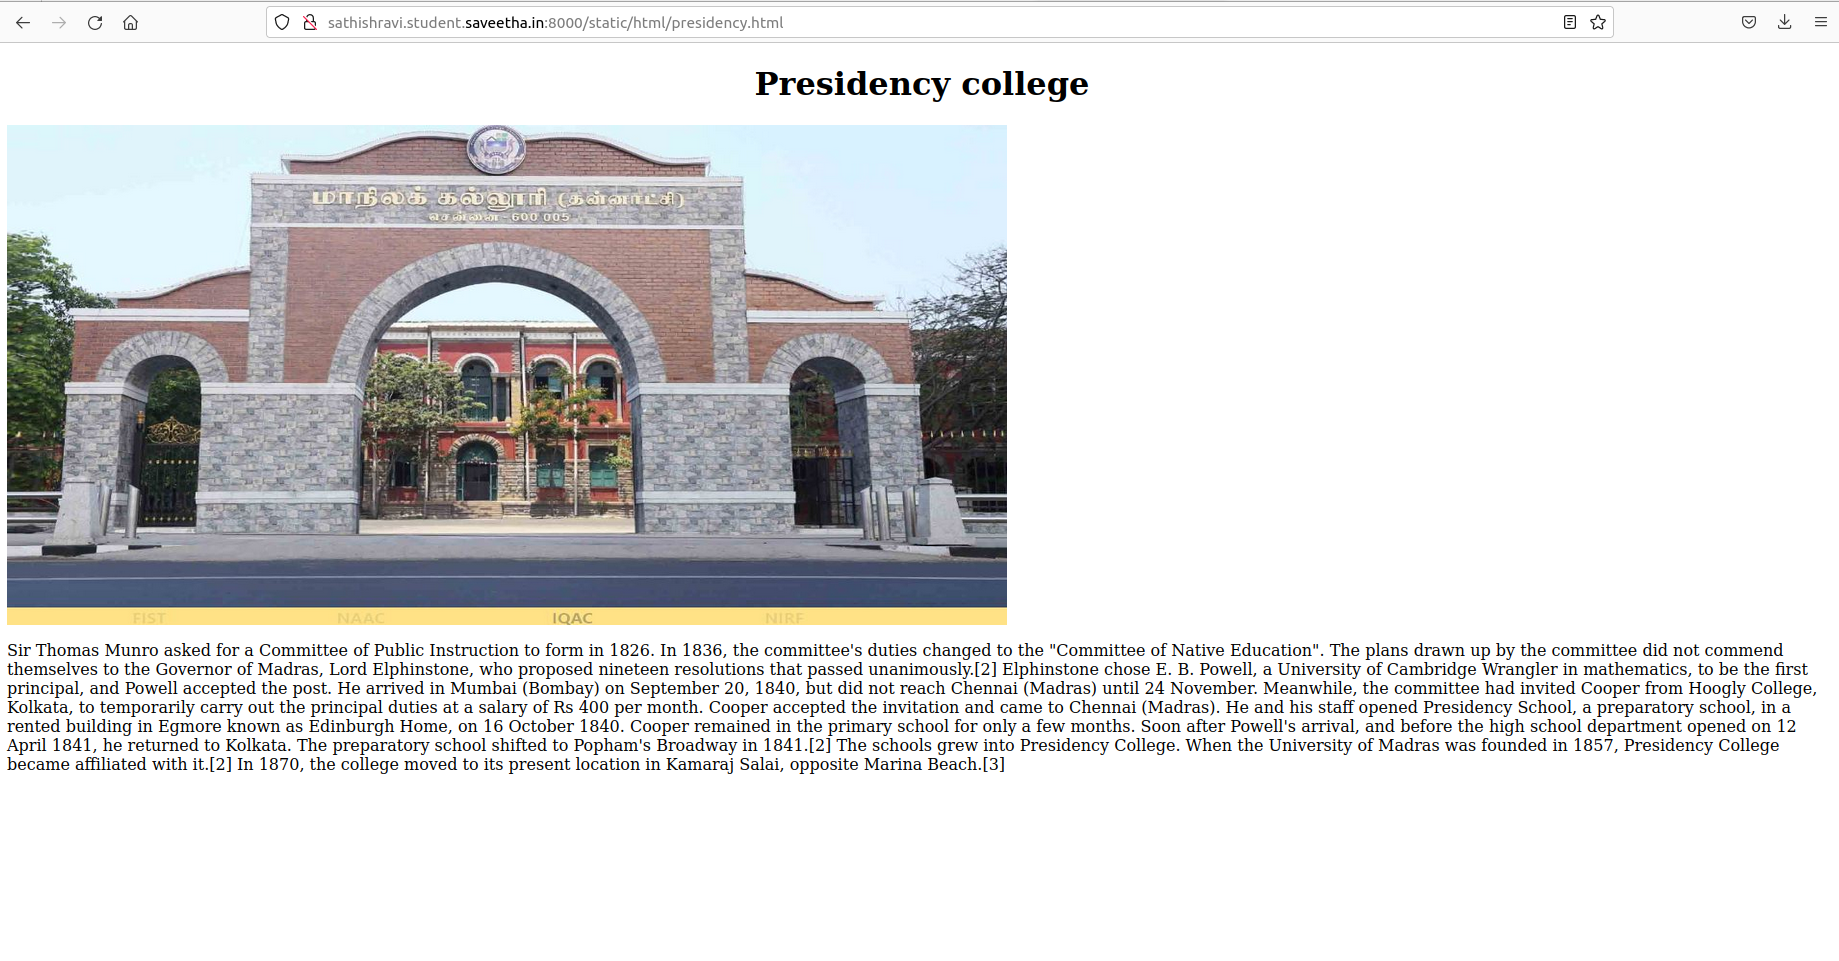 sathishravi.student.saveetha.in:8000/static/html/presidency.html
Presidency college
மாநிலக் கல்லூரி (தன்னாட்சி)
சென்னை - 600 005
FIST NAAC IQAC NIRF
Sir Thomas Munro asked for a Committee of Public Instruction to form in 1826. In 1836, the committee's duties changed to the "Committee of Native Education". The plans drawn up by the committee did not commend
themselves to the Governor of Madras, Lord Elphinstone, who proposed nineteen resolutions that passed unanimously.[2] Elphinstone chose E. B. Powell, a University of Cambridge Wrangler in mathematics, to be the first
principal, and Powell accepted the post. He arrived in Mumbai (Bombay) on September 20, 1840, but did not reach Chennai (Madras) until 24 November. Meanwhile, the committee had invited Cooper from Hoogly College,
Kolkata, to temporarily carry out the principal duties at a salary of Rs 400 per month. Cooper accepted the invitation and came to Chennai (Madras). He and his staff opened Presidency School, a preparatory school, in a
rented building in Egmore known as Edinburgh Home, on 16 October 1840. Cooper remained in the primary school for only a few months. Soon after Powell's arrival, and before the high school department opened on 12
April 1841, he returned to Kolkata. The preparatory school shifted to Popham's Broadway in 1841.[2] The schools grew into Presidency College. When the University of Madras was founded in 1857, Presidency College
became affiliated with it.[2] In 1870, the college moved to its present location in Kamaraj Salai, opposite Marina Beach.[3]